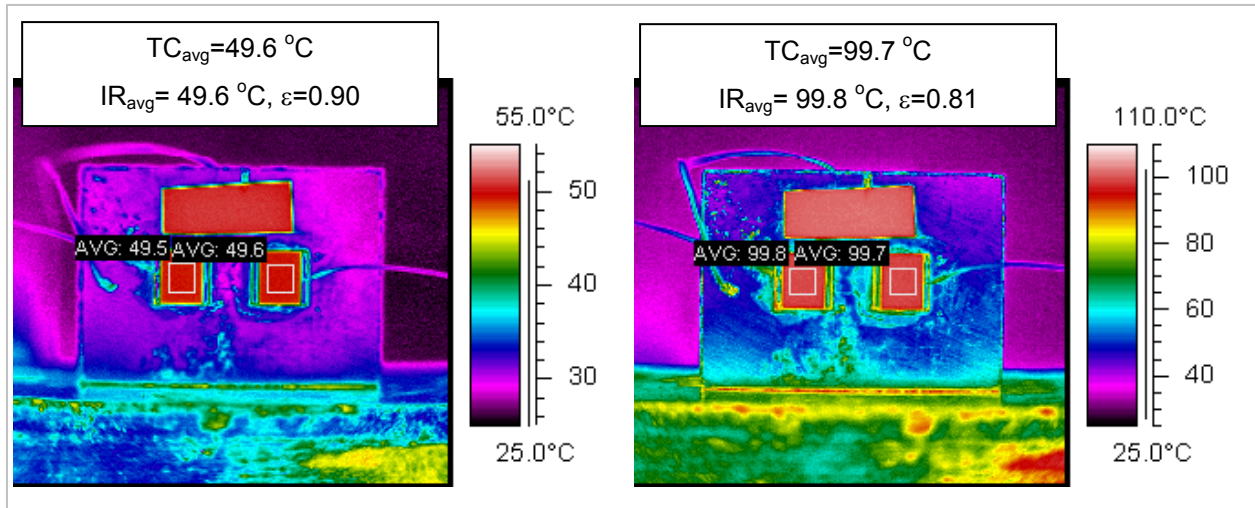 TCavg=49.6 °C
IRavg= 49.6 °C, ε=0.90
55.0°C
50
40
30
25.0°C
AVG: 49.5
AVG: 49.6
TCavg=99.7 °C
IRavg= 99.8 °C, ε=0.81
110.0°C
100
80
60
40
25.0°C
AVG: 99.8
AVG: 99.7